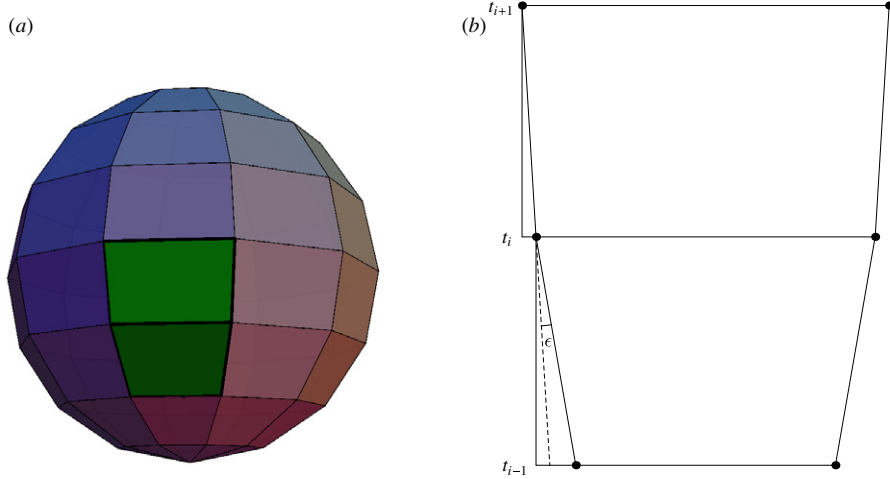 (a)
(b)
t_{i+1}
t_i
ϵ
t_{i−1}